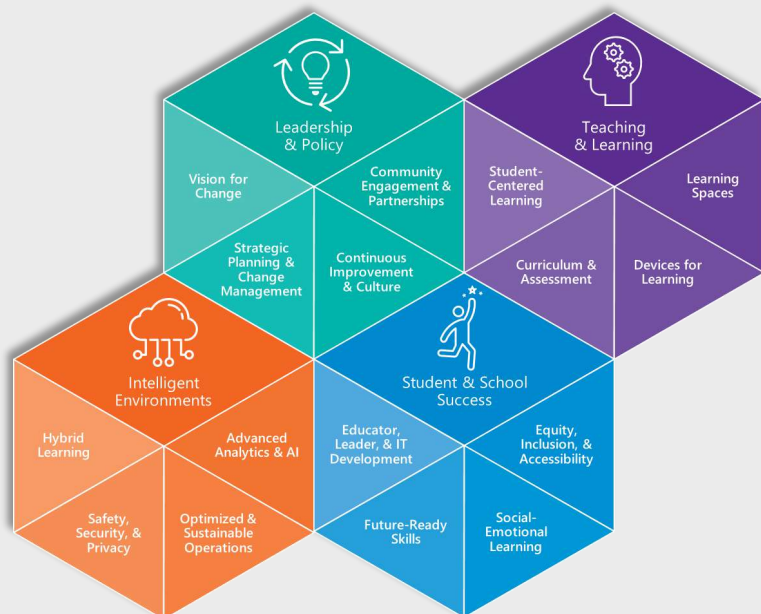 Leadership
& Policy
Vision for
Change
Community
Engagement &
Partnerships
Strategic
Planning &
Change
Management
Continuous
Improvement
& Culture
Teaching
& Learning
Student-
Centered
Learning
Learning
Spaces
Curriculum &
Assessment
Devices for
Learning
Intelligent
Environments
Hybrid
Learning
Advanced
Analytics & AI
Safety,
Security, &
Privacy
Optimized &
Sustainable
Operations
Student & School
Success
Educator,
Leader, & IT
Development
Equity,
Inclusion, &
Accessibility
Future-Ready
Skills
Social-
Emotional
Learning